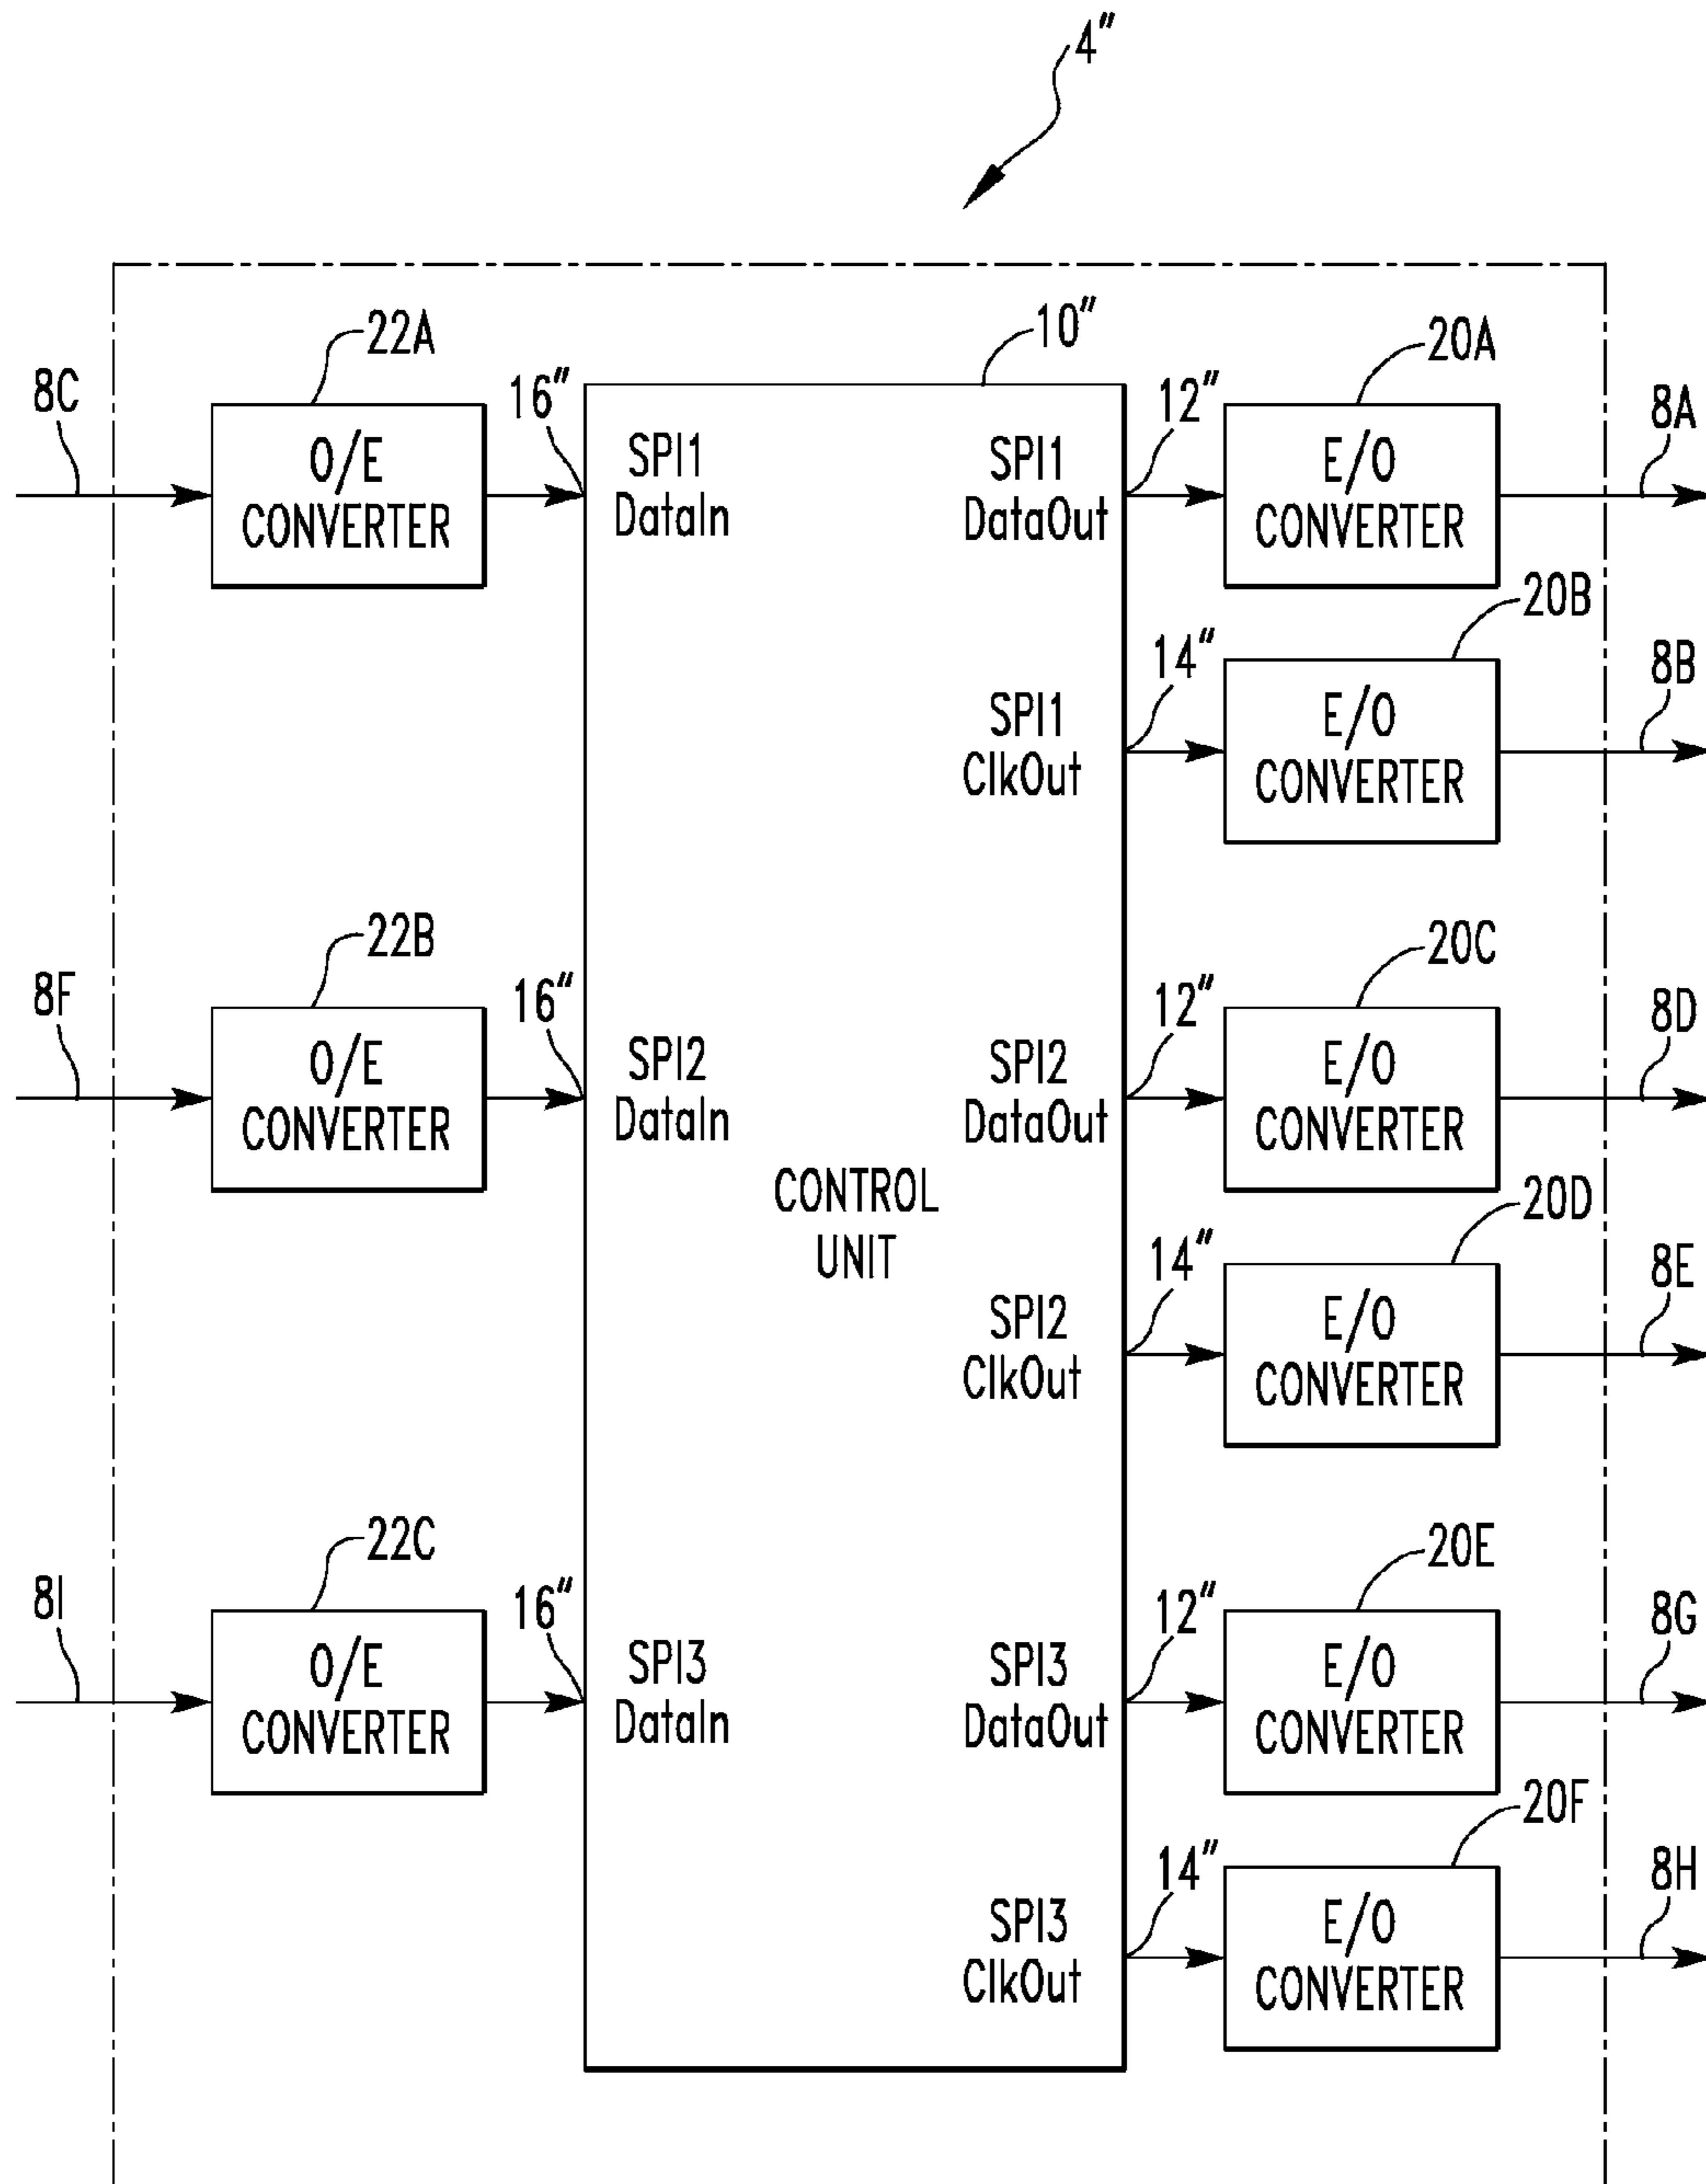 4″
22A
10″
20A
8C
16″
12″
8A
O/E
CONVERTER
SPI1
DataIn
SPI1
DataOut
E/O
CONVERTER
20B
14″
8B
SPI1
ClkOut
E/O
CONVERTER
22B
20C
8F
16″
12″
8D
O/E
CONVERTER
SPI2
DataIn
SPI2
DataOut
E/O
CONVERTER
CONTROL
UNIT
20D
14″
8E
SPI2
ClkOut
E/O
CONVERTER
22C
20E
8I
16″
12″
8G
O/E
CONVERTER
SPI3
DataIn
SPI3
DataOut
E/O
CONVERTER
20F
14″
8H
SPI3
ClkOut
E/O
CONVERTER